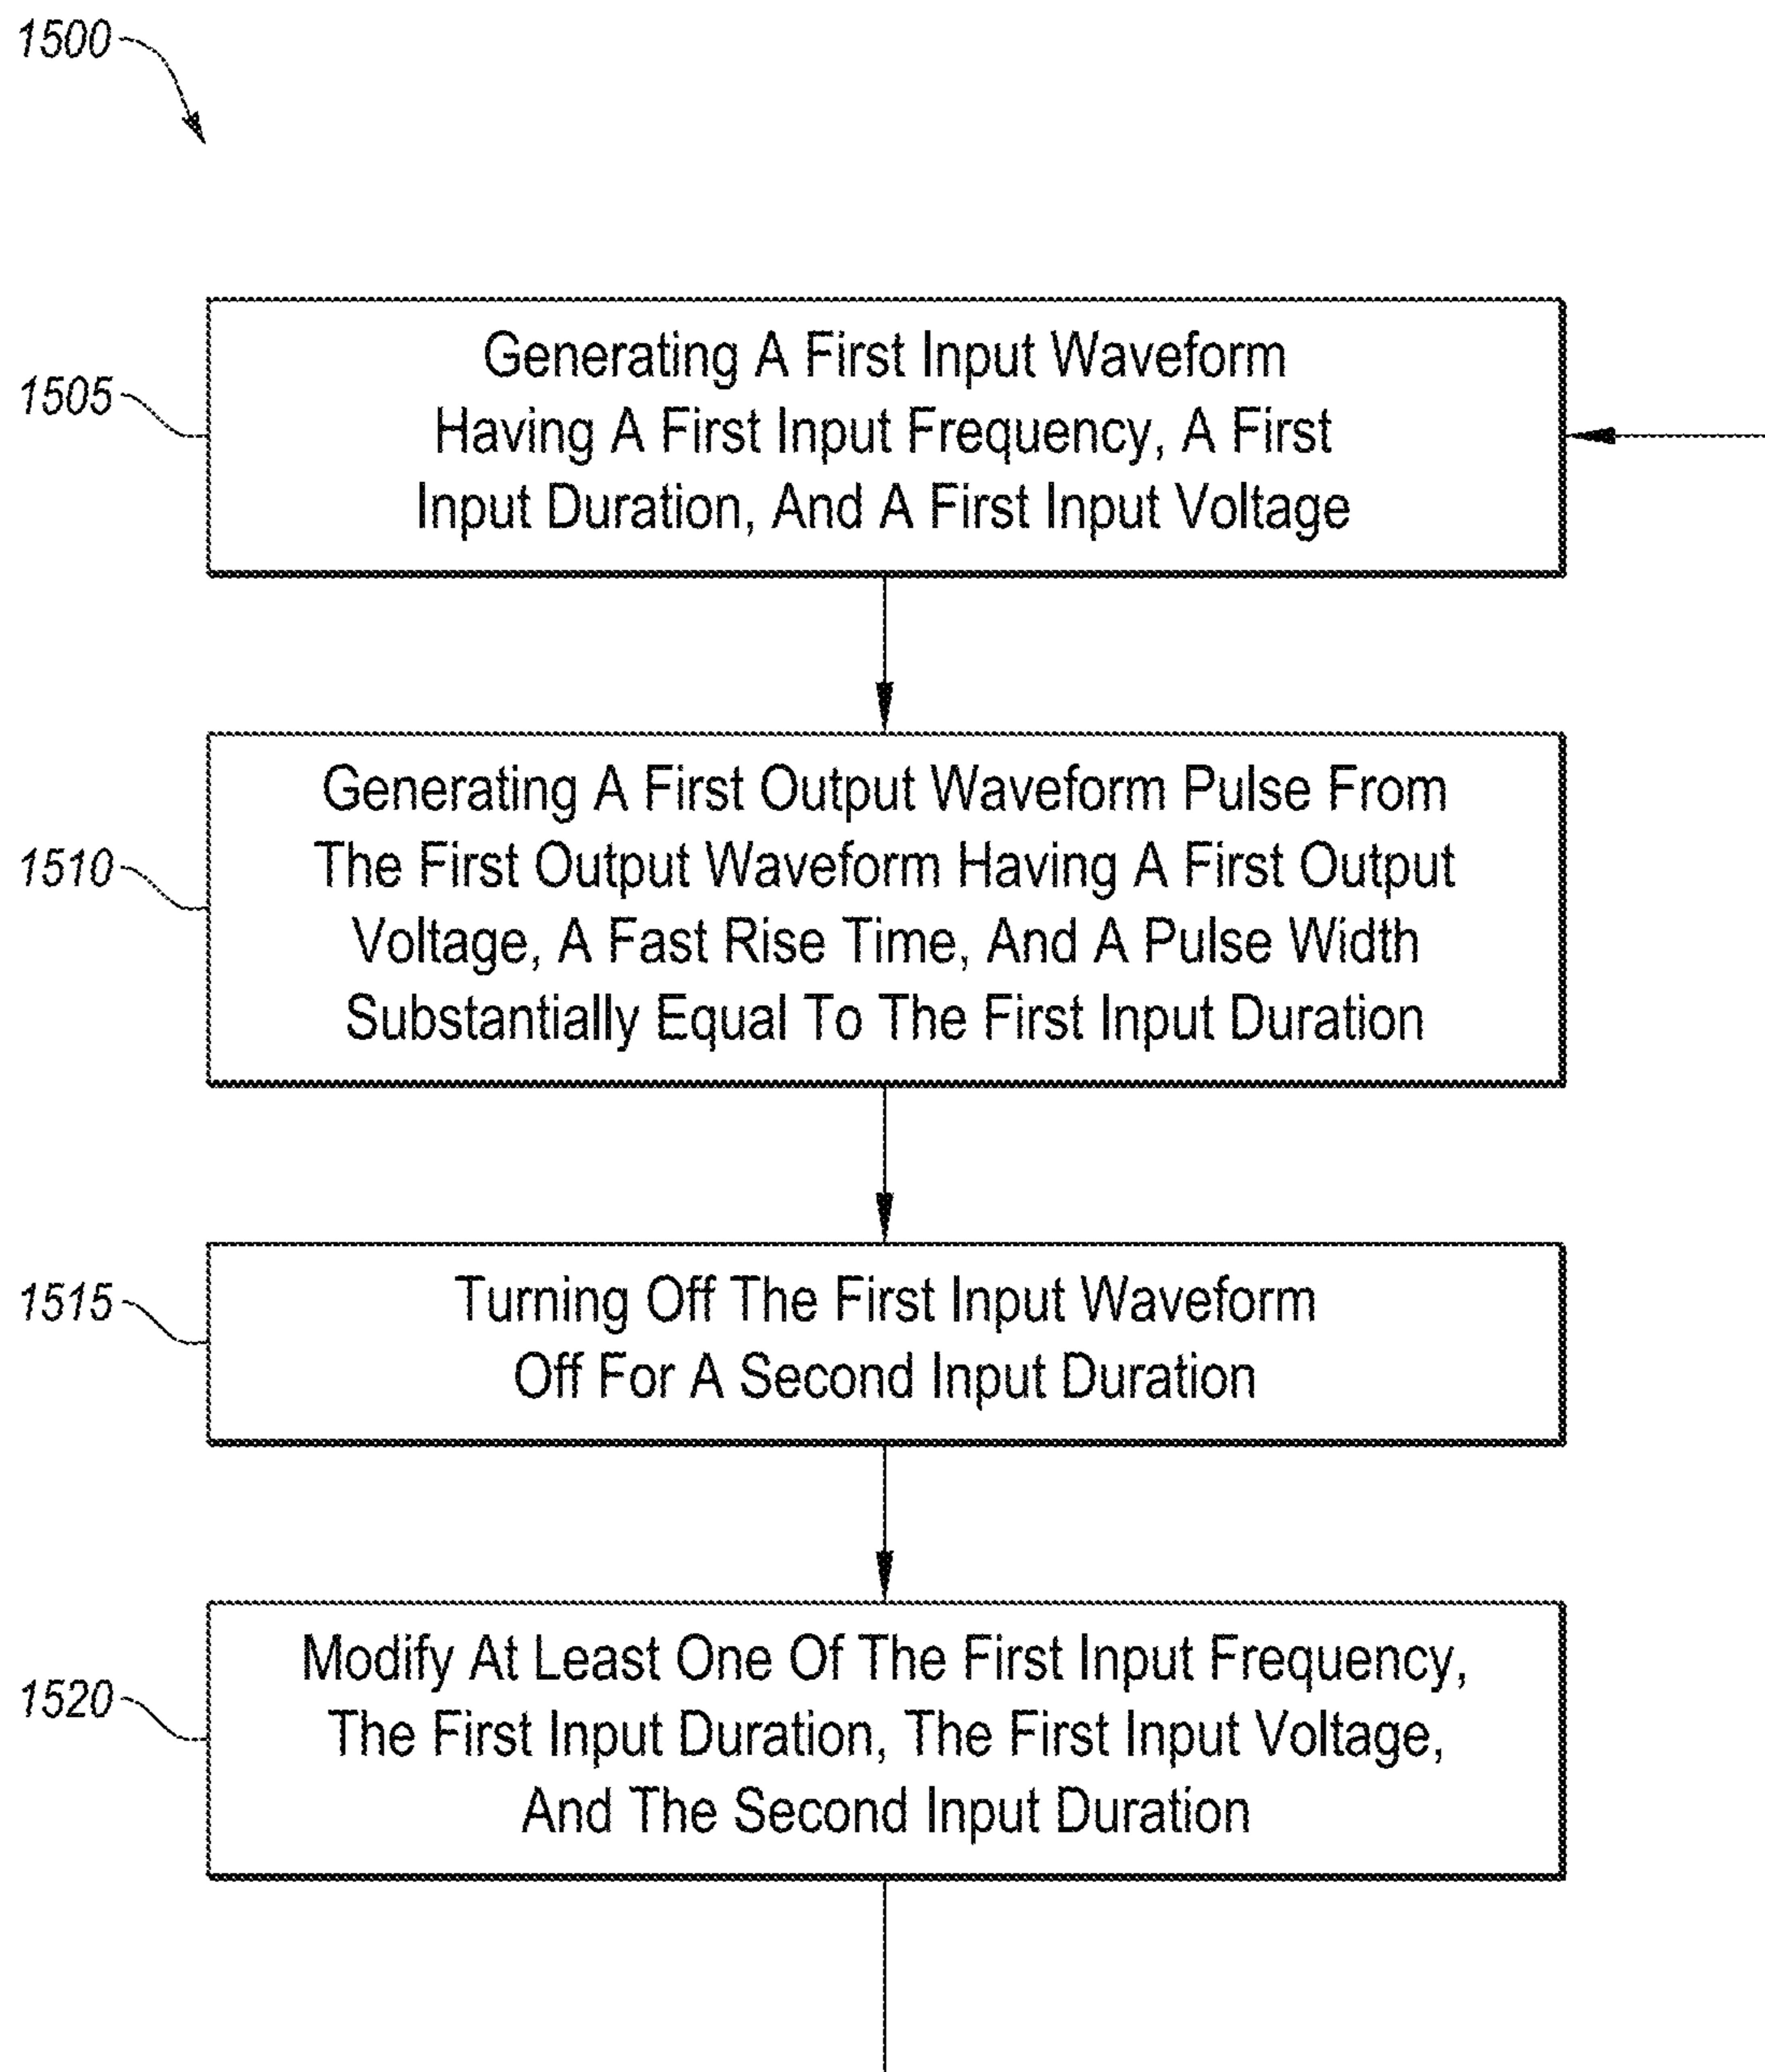 1500
1505
Generating A First Input Waveform
Having A First Input Frequency, A First
Input Duration, And A First Input Voltage
1510
Generating A First Output Waveform Pulse From
The First Output Waveform Having A First Output
Voltage, A Fast Rise Time, And A Pulse Width
Substantially Equal To The First Input Duration
1515
Turning Off The First Input Waveform
Off For A Second Input Duration
1520
Modify At Least One Of The First Input Frequency,
The First Input Duration, The First Input Voltage,
And The Second Input Duration